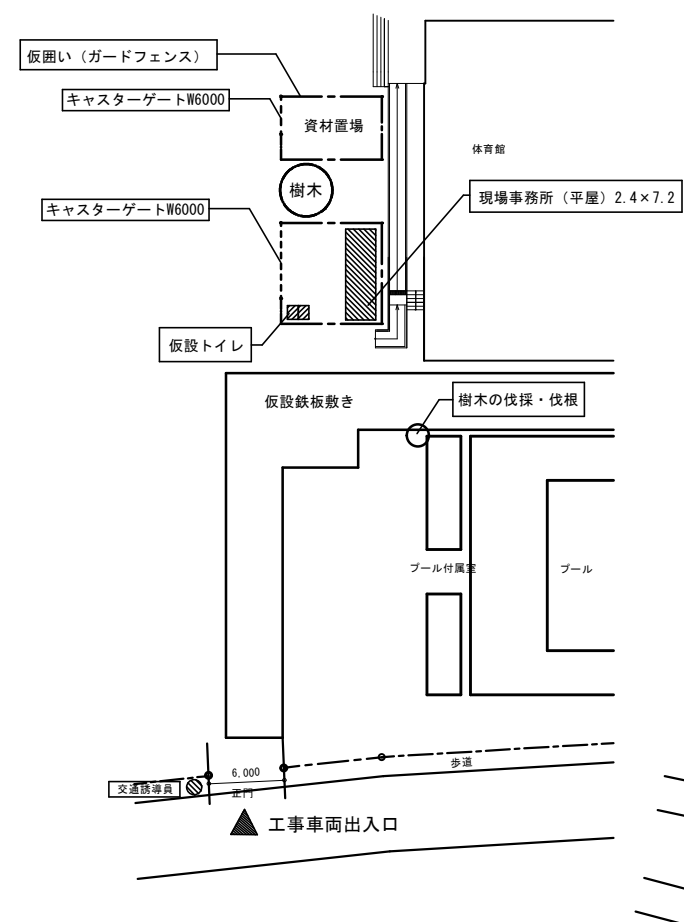 仮囲い（ガードフェンス）
キャスターゲートW6000
資材置場
体育館
樹木
現場事務所（平屋）2.4×7.2
キャスターゲートW6000
仮設トイレ
仮設鉄板敷き
樹木の伐採・伐根
プール付属室
プール
歩道
6,000
交通誘導員
正門
工事車両出入口